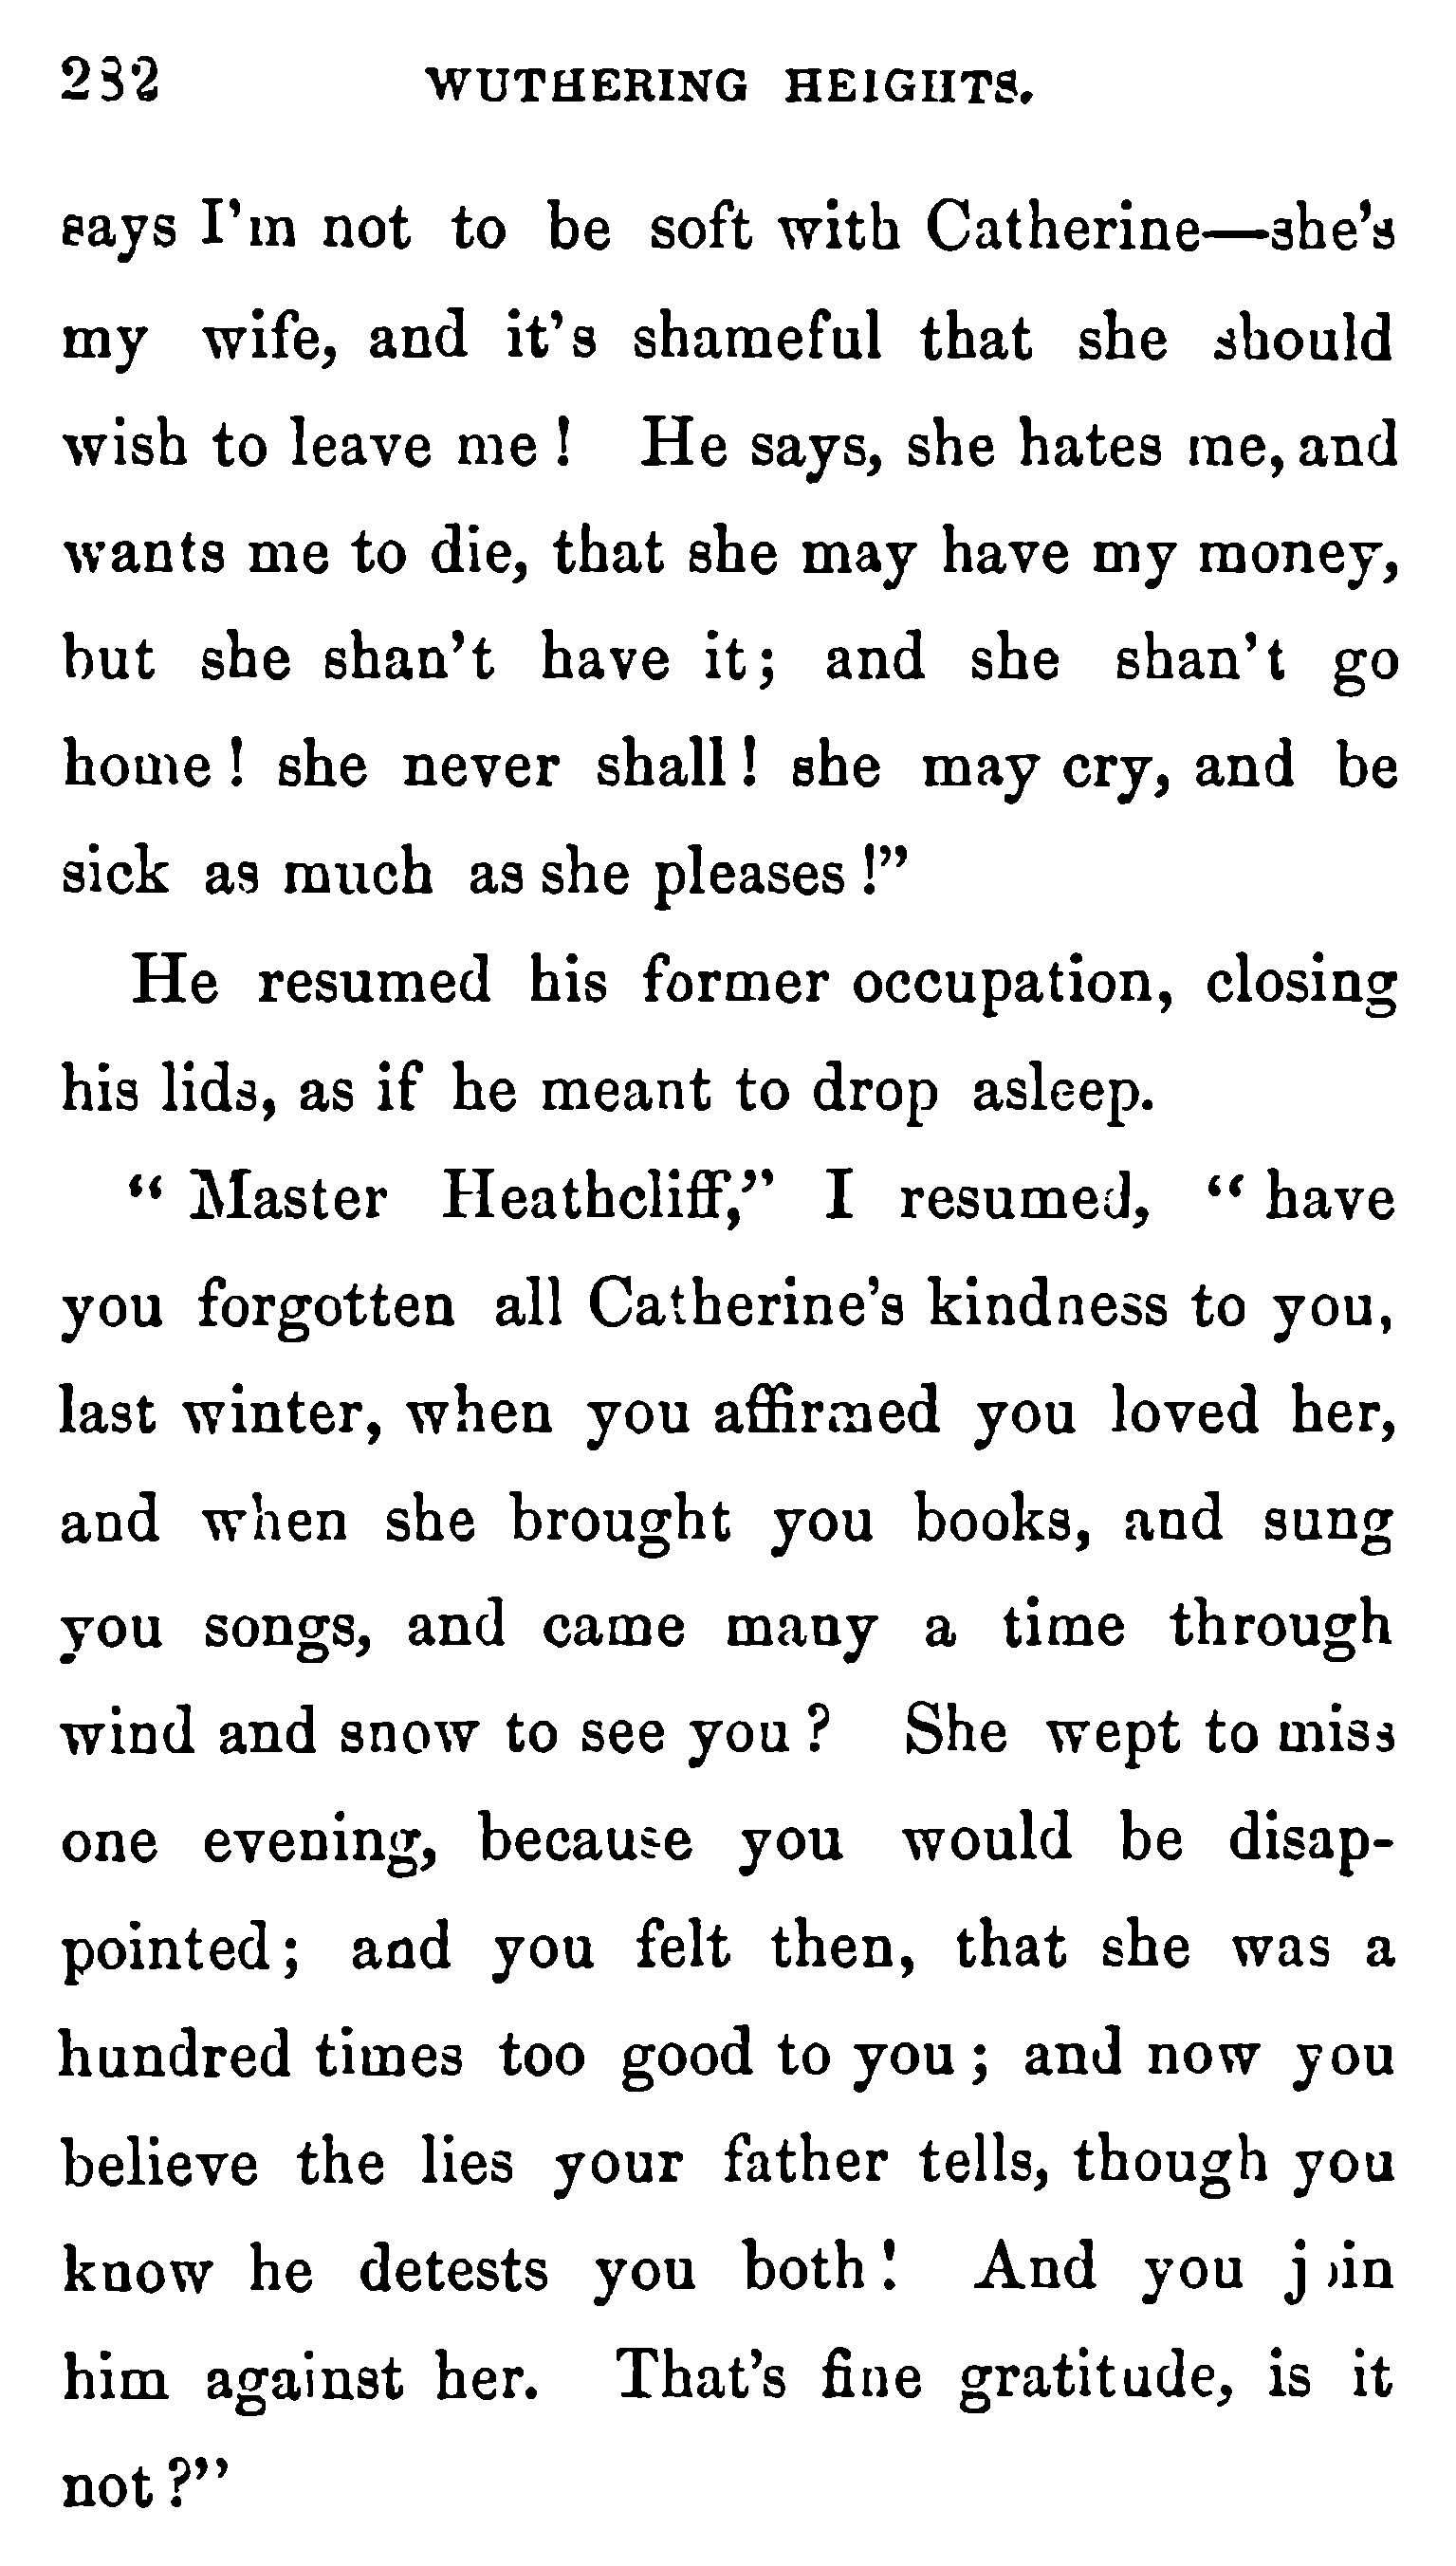 232 WUTHERING HEIGHTS.
says I'm not to be soft with Catherine—she's
my wife, and it's shameful that she should
wish to leave me! He says, she hates me, and
wants me to die, that she may have my money,
but she shan't have it; and she shan't go
home! she never shall! she may cry, and be
sick as much as she pleases!”
He resumed his former occupation, closing
his lids, as if he meant to drop asleep.
“Master Heathcliff,” I resumed, “have
you forgotten all Catherine's kindness to you,
last winter, when you affirmed you loved her,
and when she brought you books, and sung
you songs, and came many a time through
wind and snow to see you? She wept to miss
one evening, because you would be disap-
pointed; and you felt then, that she was a
hundred times too good to you; and now you
believe the lies your father tells, though you
know he detests you both! And you join
him against her. That's fine gratitude, is it
not?”